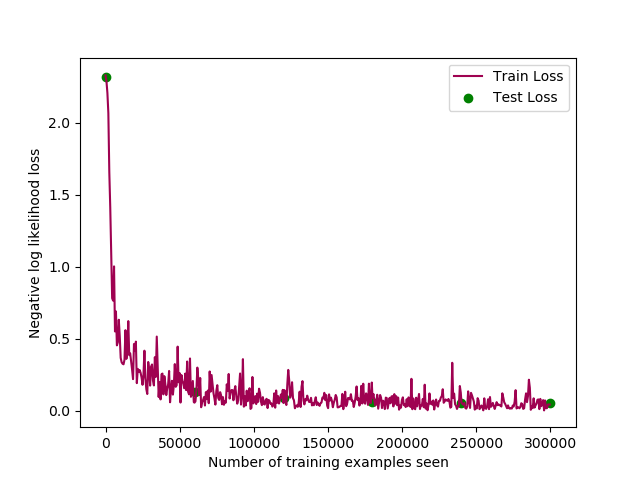 Train Loss
Test Loss
2.0
1.5
1.0
0.5
0.0
Negative log likelihood loss
0 50000 100000 150000 200000 250000 300000
Number of training examples seen